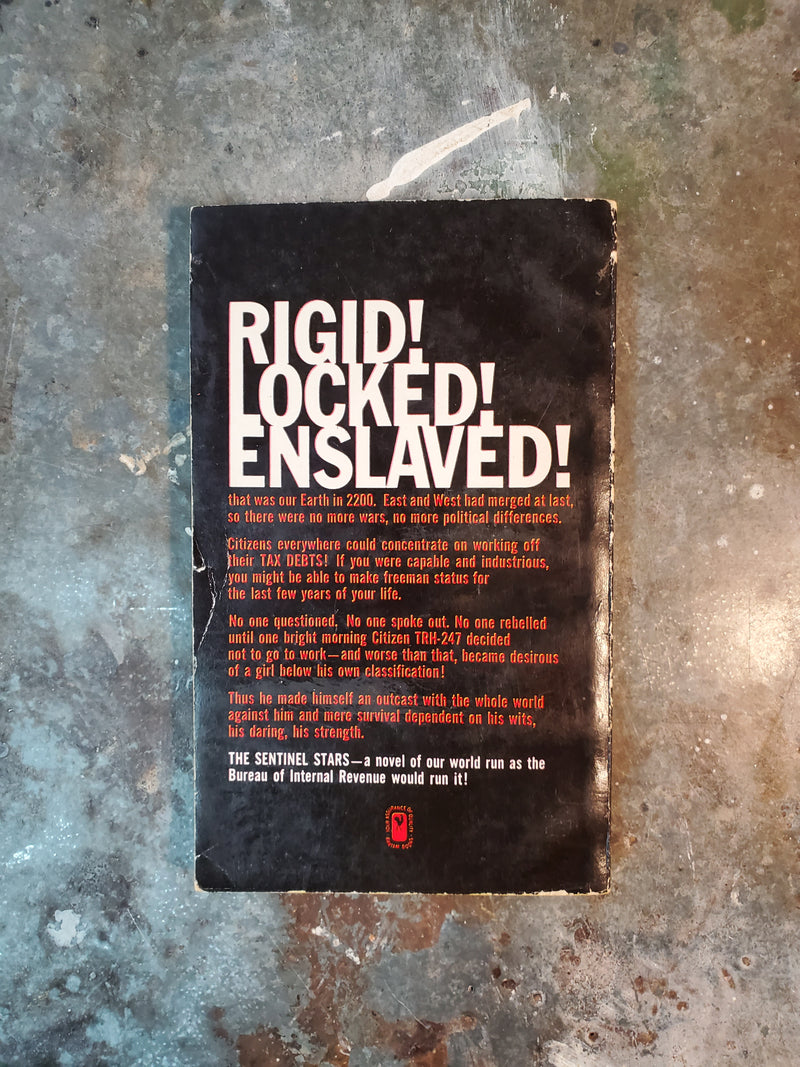 RIGID!
LOCKED!
ENSLAVED!
that was our Earth in 2200. East and West had merged at last,
so there were no more wars, no more political differences.
Citizens everywhere could concentrate on working off
their TAX DEBTS! If you were capable and industrious,
you might be able to make freeman status for
the last few years of your life.
No one questioned. No one spoke out. No one rebelled
until one bright morning Citizen TRH-247 decided
not to go to work—and worse than that, became desirous
of a girl below his own classification!
Thus he made himself an outcast with the whole world
against him and mere survival dependent on his wits,
his daring, his strength.
THE SENTINEL STARS—a novel of our world run as the
Bureau of Internal Revenue would run it!
YOUR ASSURANCE OF QUALITY